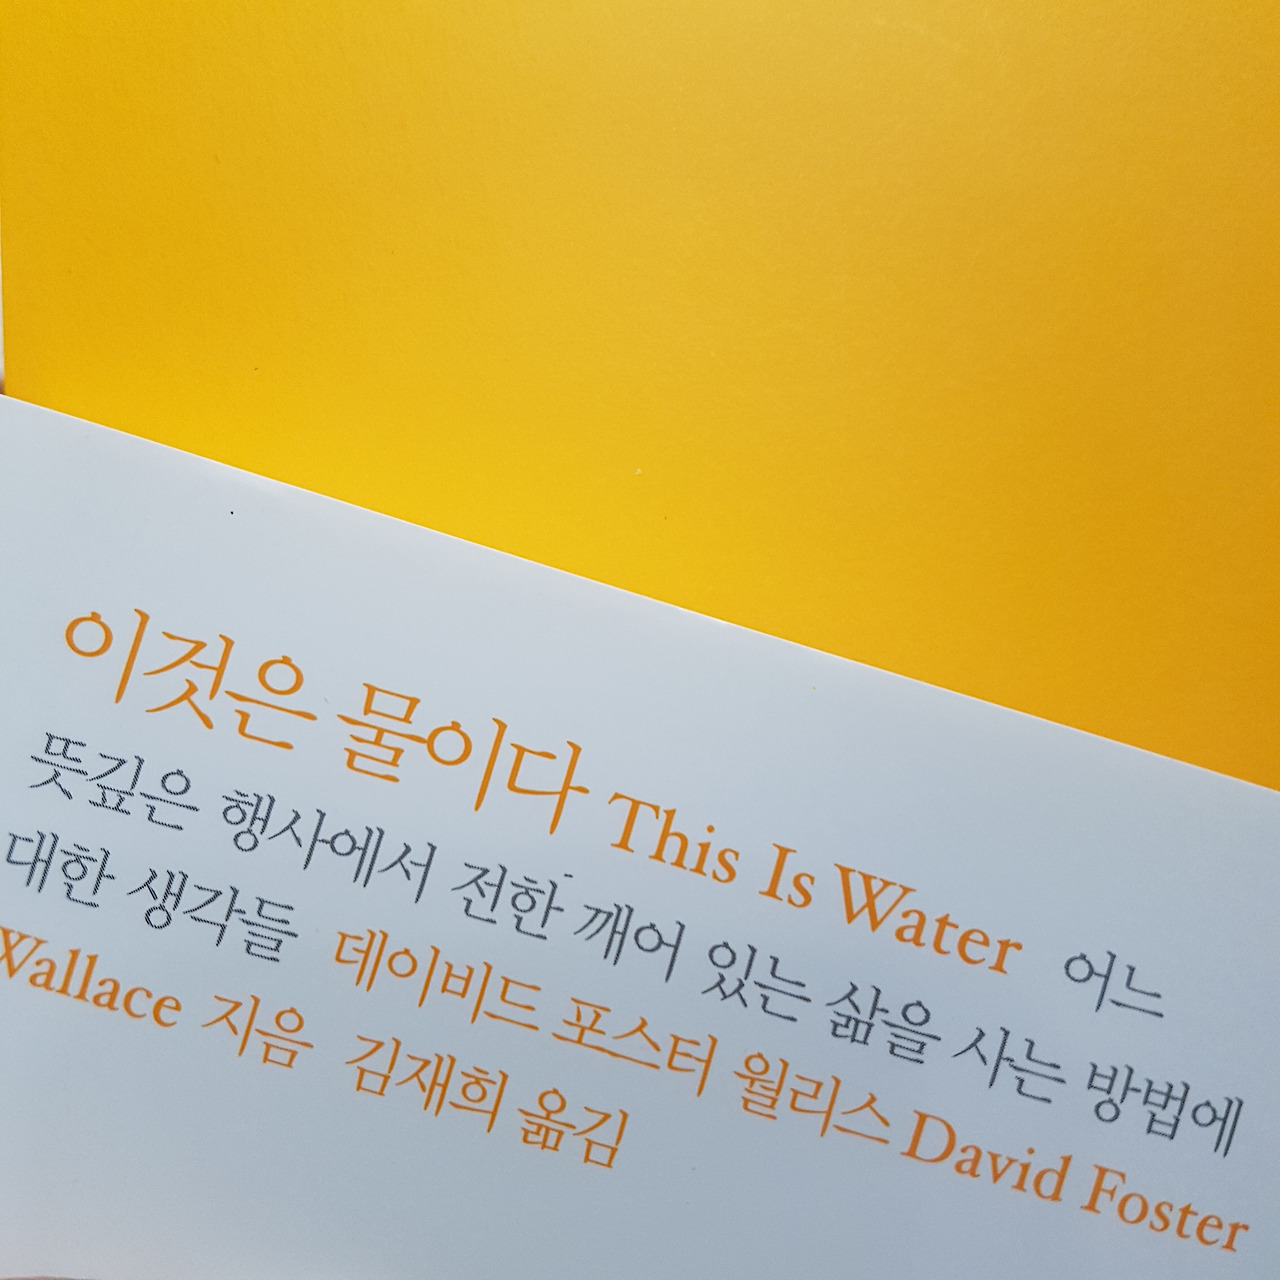 이것은 물이다 This Is Water 어느
뜻깊은 행사에서 전한 깨어 있는 삶을 사는 방법에
대한 생각들 데이비드 포스터 월리스 David Foster
Wallace 지음 김재희 옮김